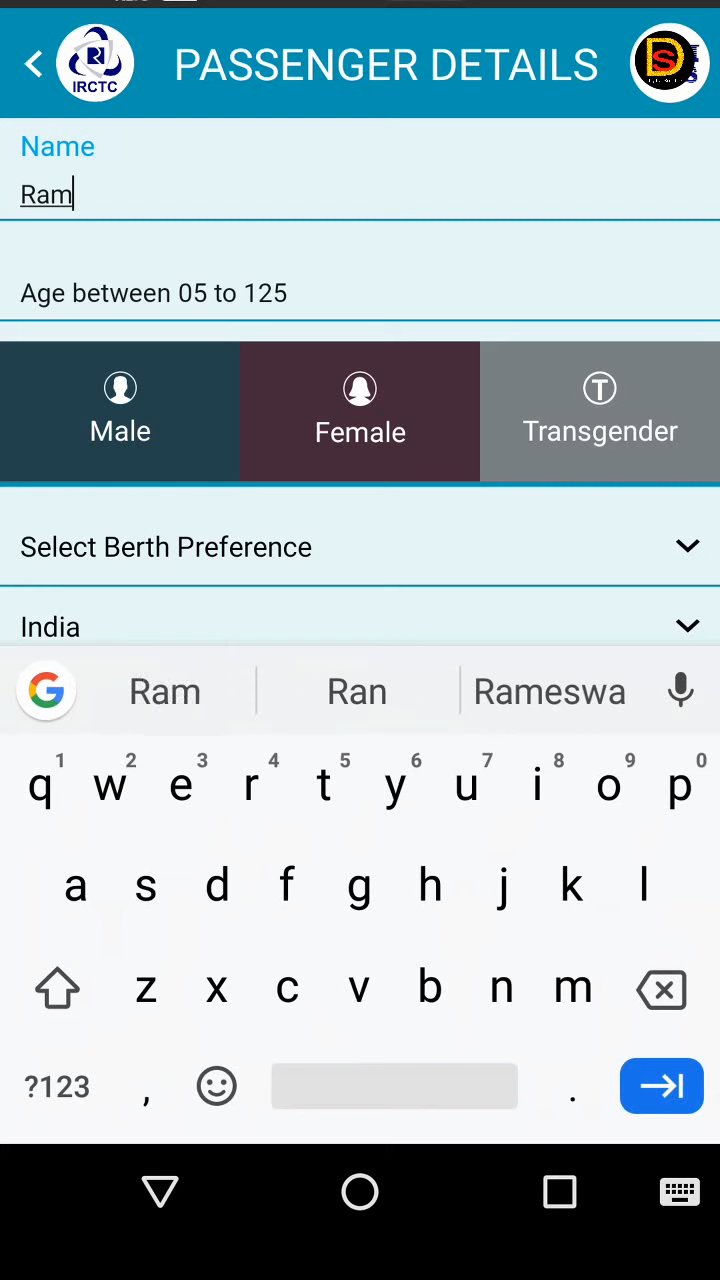 IRCTC
PASSENGER DETAILS
Name
Ram
Age between 05 to 125
Male
Female
T
Transgender
Select Berth Preference
India
G Ram Ran Rameswa
1 2 3 4 5 6 7 8 9 0
q w e r t y u i o p
a s d f g h j k l
z x c v b n m
?123 , .